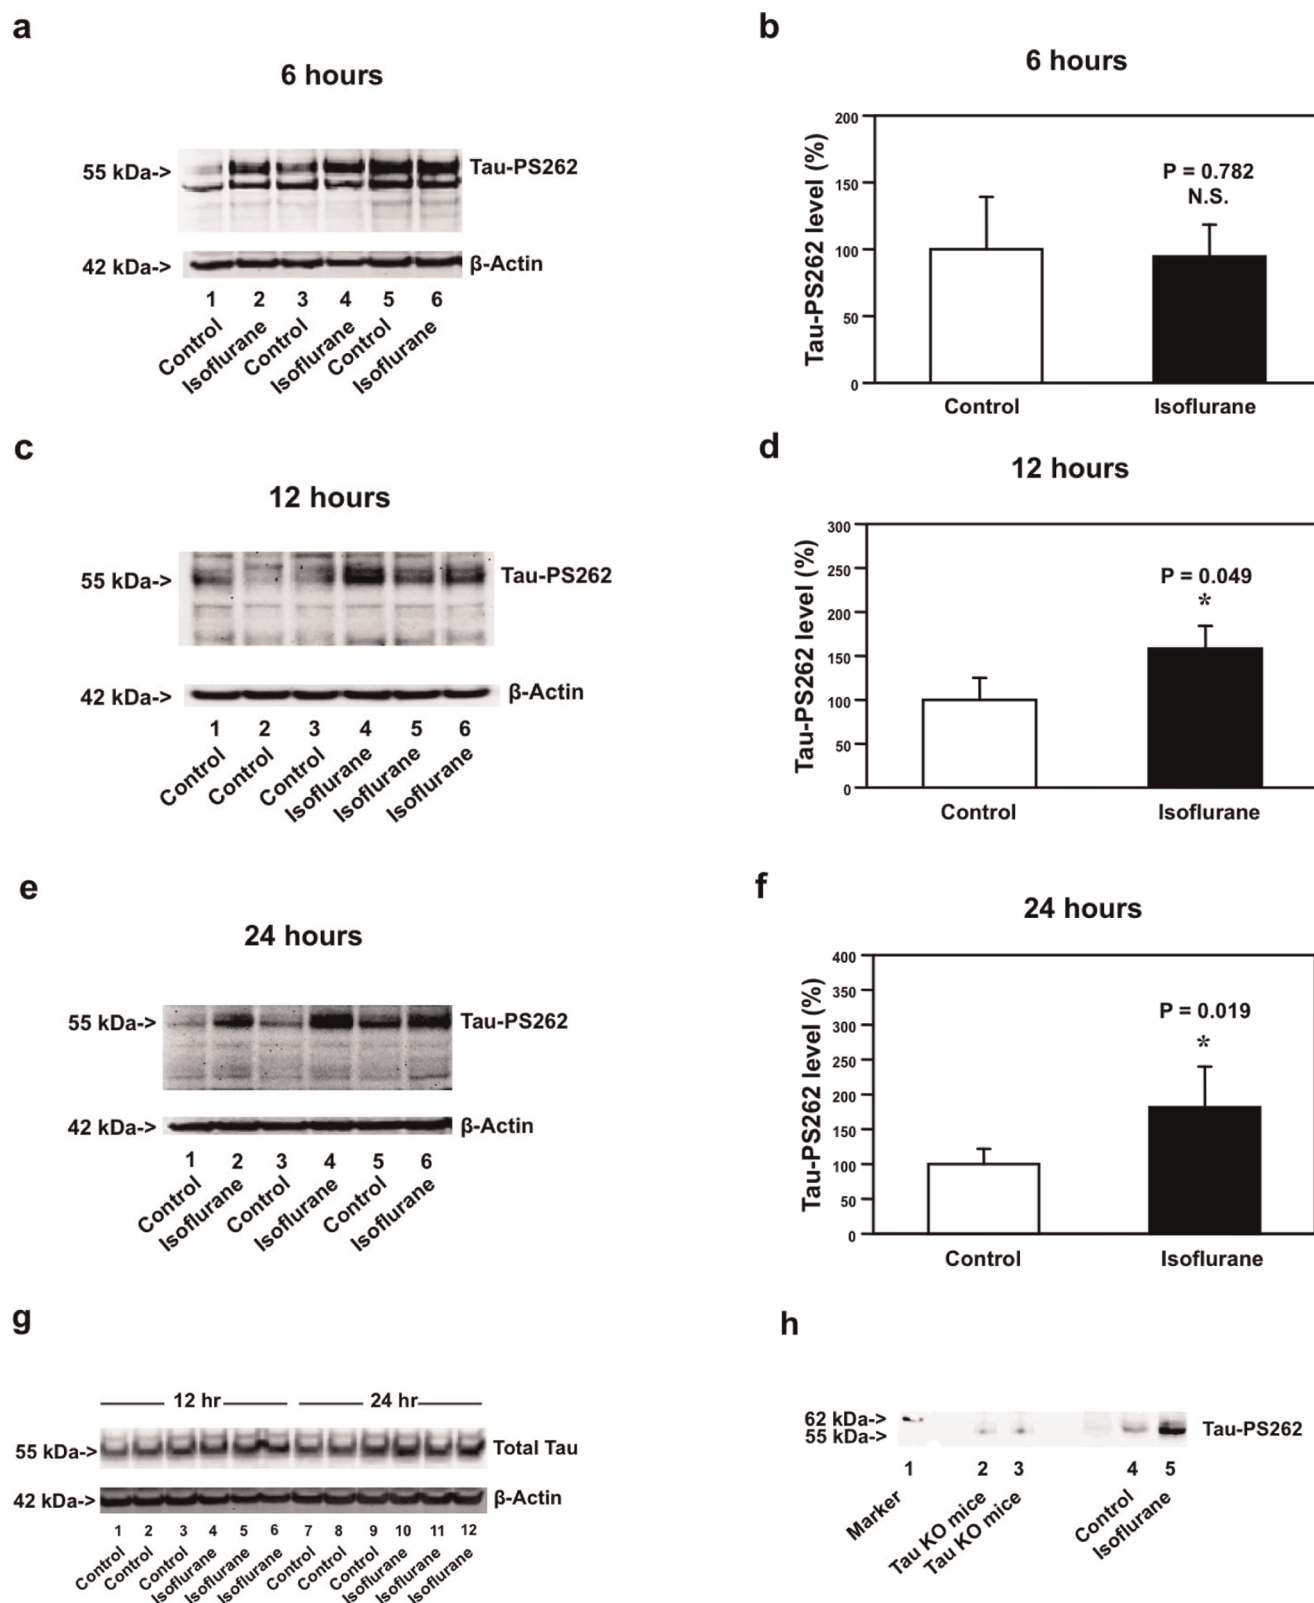 a
6 hours
55 kDa->
Tau-PS262
42 kDa->
β-Actin
1 2 3 4 5 6
Control Isoflurane Control Isoflurane Control Isoflurane
b
6 hours
Tau-PS262 level (%)
200
150
100
50
0
P = 0.782
N.S.
Control Isoflurane
c
12 hours
55 kDa->
Tau-PS262
42 kDa->
β-Actin
1 2 3 4 5 6
Control Control Control Isoflurane Isoflurane Isoflurane
d
12 hours
Tau-PS262 level (%)
300
250
200
150
100
50
0
P = 0.049
*
Control Isoflurane
e
24 hours
55 kDa->
Tau-PS262
42 kDa->
β-Actin
1 2 3 4 5 6
Control Isoflurane Control Isoflurane Control Isoflurane
f
24 hours
Tau-PS262 level (%)
400
350
300
250
200
150
100
50
0
P = 0.019
*
Control Isoflurane
g
12 hr 24 hr
55 kDa->
Total Tau
42 kDa->
β-Actin
1 2 3 4 5 6 7 8 9 10 11 12
Control Control Control Isoflurane Isoflurane Isoflurane Control Control Control Isoflurane Isoflurane Isoflurane
h
62 kDa->
55 kDa->
Tau-PS262
1 2 3 4 5
Marker Tau KO mice Tau KO mice Control Isoflurane